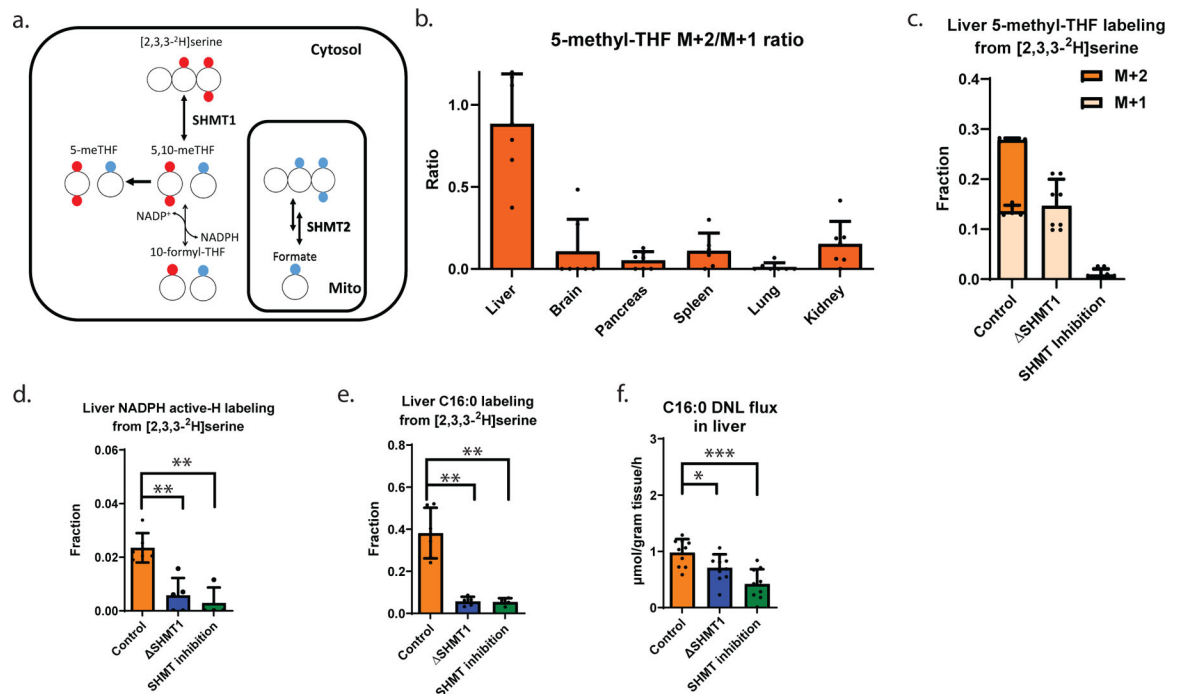 a.
[2,3,3-²H]serine
Cytosol
SHMT1
5-meTHF
5,10-meTHF
NADP⁺
NADPH
10-formyl-THF
SHMT2
Formate
Mito
b.
5-methyl-THF M+2/M+1 ratio
Ratio
1.0
0.5
0.0
Liver
Brain
Pancreas
Spleen
Lung
Kidney
c.
Liver 5-methyl-THF labeling
from [2,3,3-²H]serine
M+2
M+1
Fraction
0.4
0.3
0.2
0.1
0.0
Control
△SHMT1
SHMT Inhibition
d.
Liver NADPH active-H labeling
from [2,3,3-²H]serine
Fraction
0.06
0.04
0.02
0.00
**
**
Control
ΔSHMT1
SHMT inhibition
e.
Liver C16:0 labeling
from [2,3,3-²H]serine
Fraction
0.8
0.6
0.4
0.2
0.0
**
**
Control
△SHMT1
SHMT inhibition
f.
C16:0 DNL flux
in liver
µmol/gram tissue/h
3
2
1
0
***
*
Control
△SHMT1
SHMT inhibition